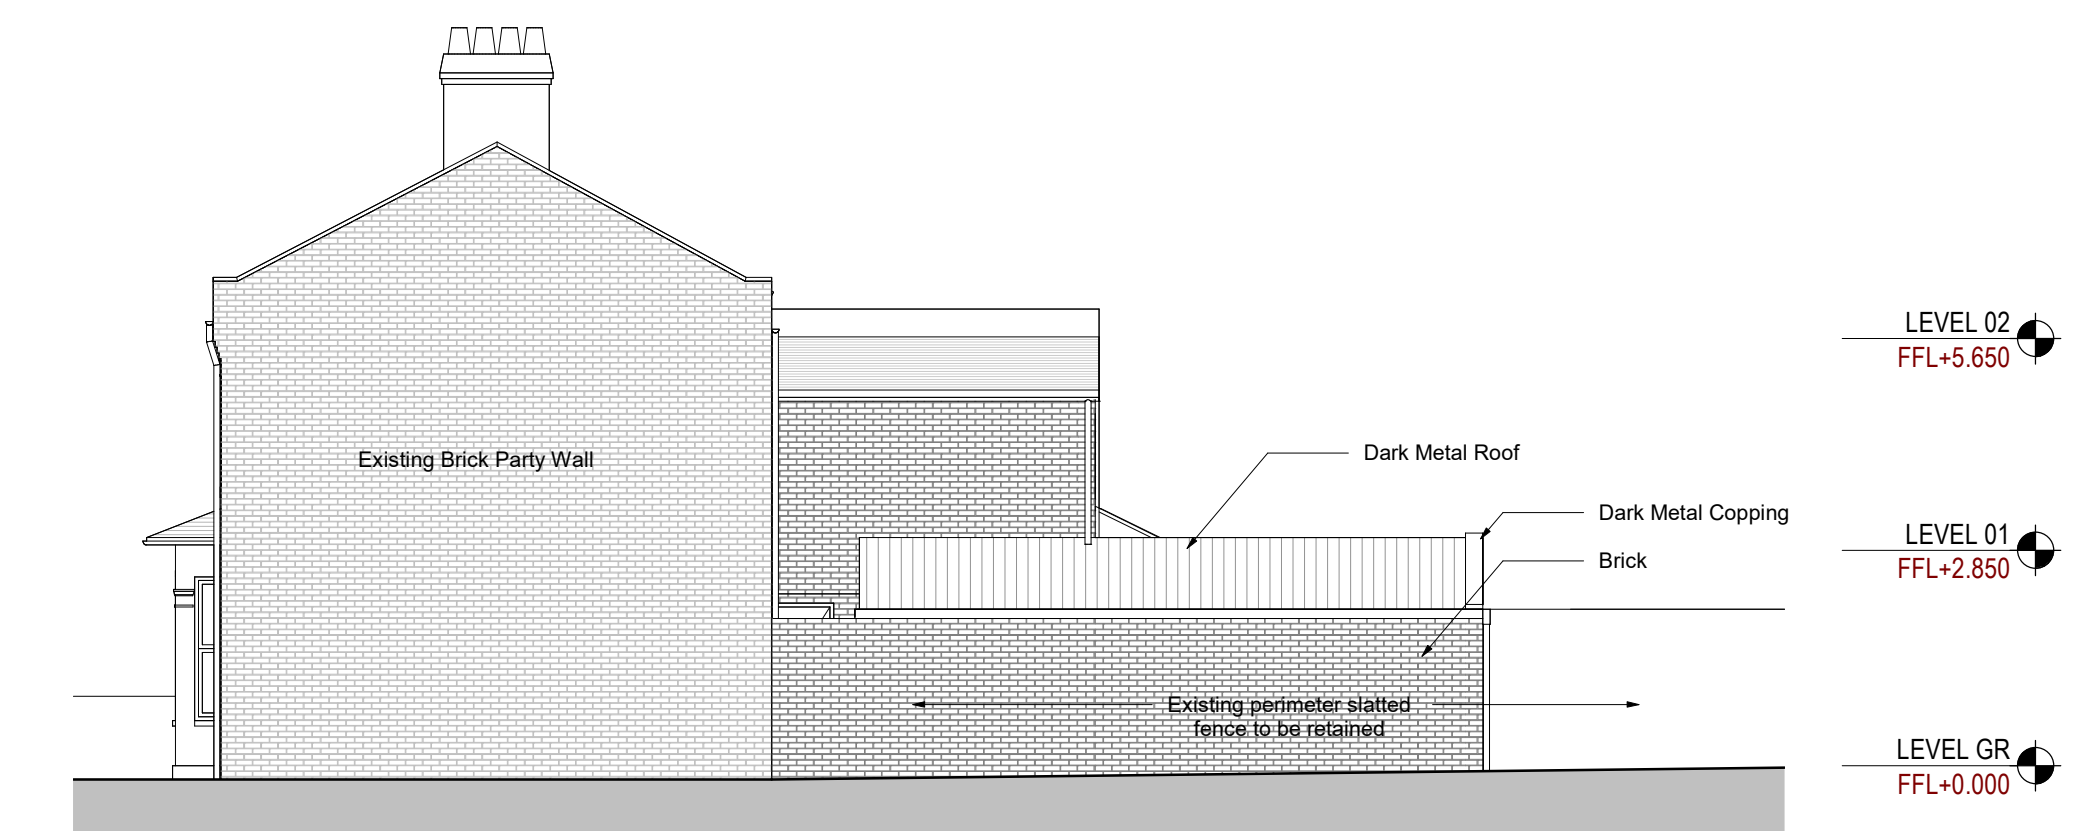 LEVEL 02
FFL+5.650
Existing Brick Party Wall
Dark Metal Roof
Dark Metal Copping
LEVEL 01
FFL+2.850
Brick
Existing perimeter slatted
fence to be retained
LEVEL GR
FFL+0.000